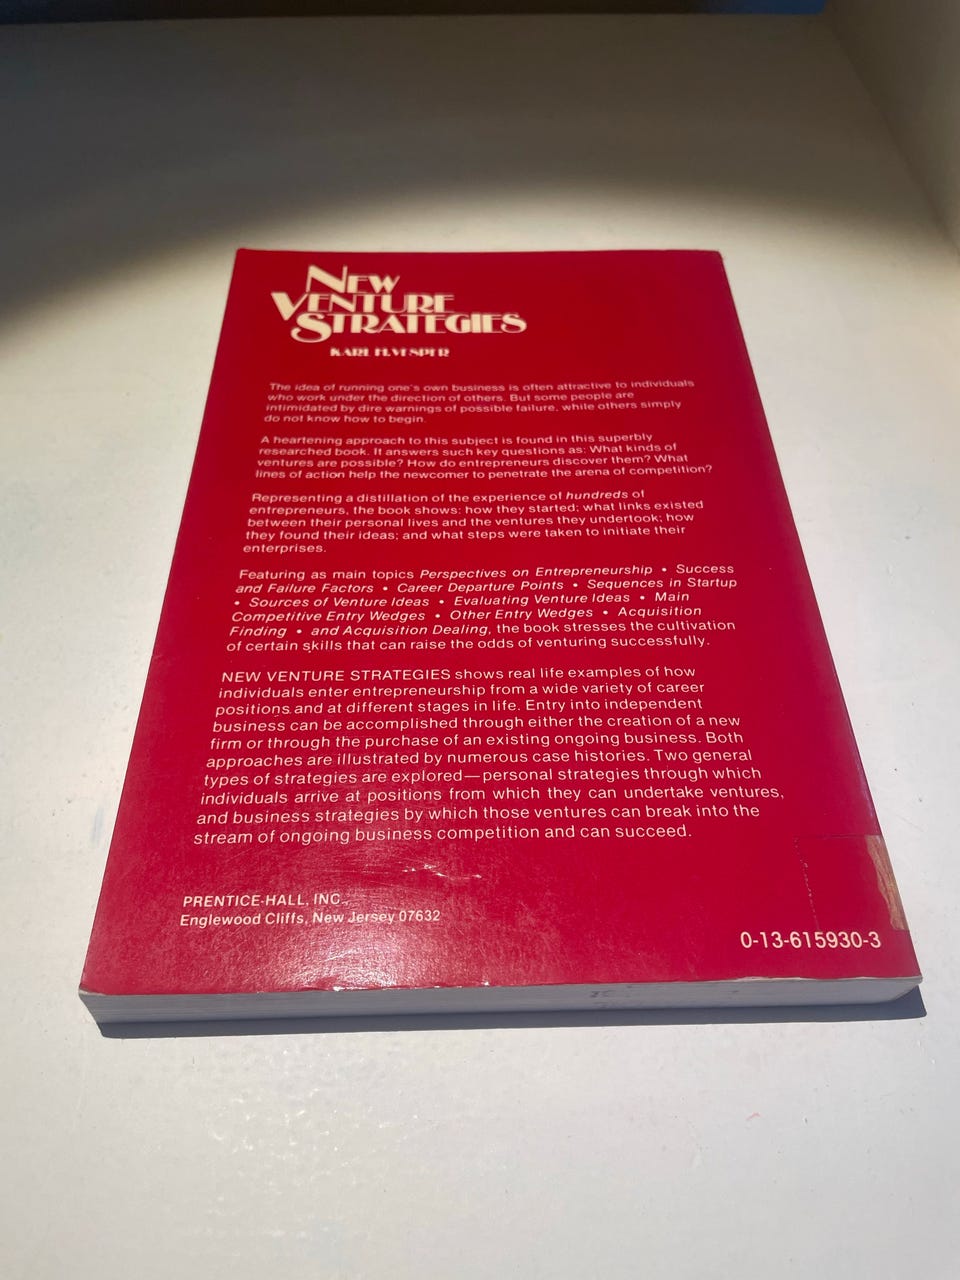 NEW
VENTURE
STRATEGIES
KARL H. VESPER
The idea of running one's own business is often attractive to individuals
who work under the direction of others. But some people are
intimidated by dire warnings of possible failure, while others simply
do not know how to begin.
A heartening approach to this subject is found in this superbly
researched book. It answers such key questions as: What kinds of
ventures are possible? How do entrepreneurs discover them? What
lines of action help the newcomer to penetrate the arena of competition?
Representing a distillation of the experience of hundreds of
entrepreneurs, the book shows: how they started; what links existed
between their personal lives and the ventures they undertook; how
they found their ideas; and what steps were taken to initiate their
enterprises.
Featuring as main topics Perspectives on Entrepreneurship • Success
and Failure Factors • Career Departure Points • Sequences in Startup
• Sources of Venture Ideas • Evaluating Venture Ideas • Main
Competitive Entry Wedges • Other Entry Wedges • Acquisition
Finding • and Acquisition Dealing, the book stresses the cultivation
of certain skills that can raise the odds of venturing successfully.
NEW VENTURE STRATEGIES shows real life examples of how
individuals enter entrepreneurship from a wide variety of career
positions and at different stages in life. Entry into independent
business can be accomplished through either the creation of a new
firm or through the purchase of an existing ongoing business. Both
approaches are illustrated by numerous case histories. Two general
types of strategies are explored—personal strategies through which
individuals arrive at positions from which they can undertake ventures,
and business strategies by which those ventures can break into the
stream of ongoing business competition and can succeed.
PRENTICE-HALL, INC.,
Englewood Cliffs, New Jersey 07632
0-13-615930-3